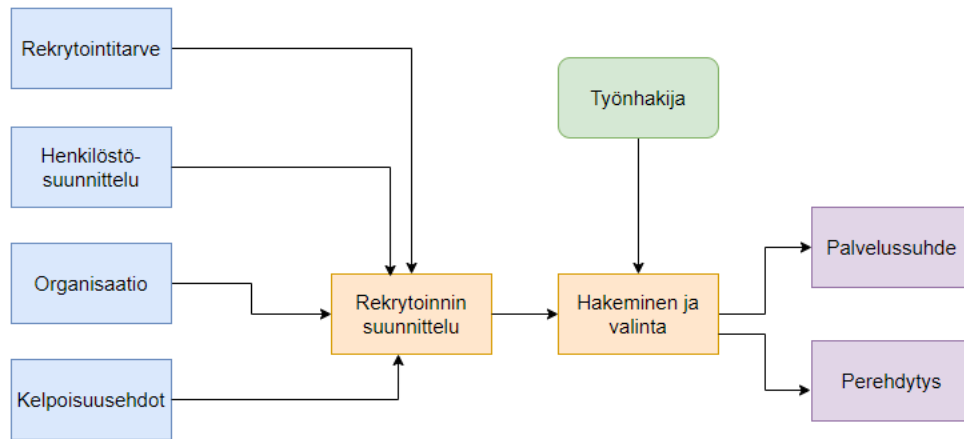 Rekrytointitarve
Henkilöstö-
suunnittelu
Organisaatio
Kelpoisuusehdot
Rekrytoinnin
suunnittelu
Työnhakija
Hakeminen ja
valinta
Palvelussuhde
Perehdytys